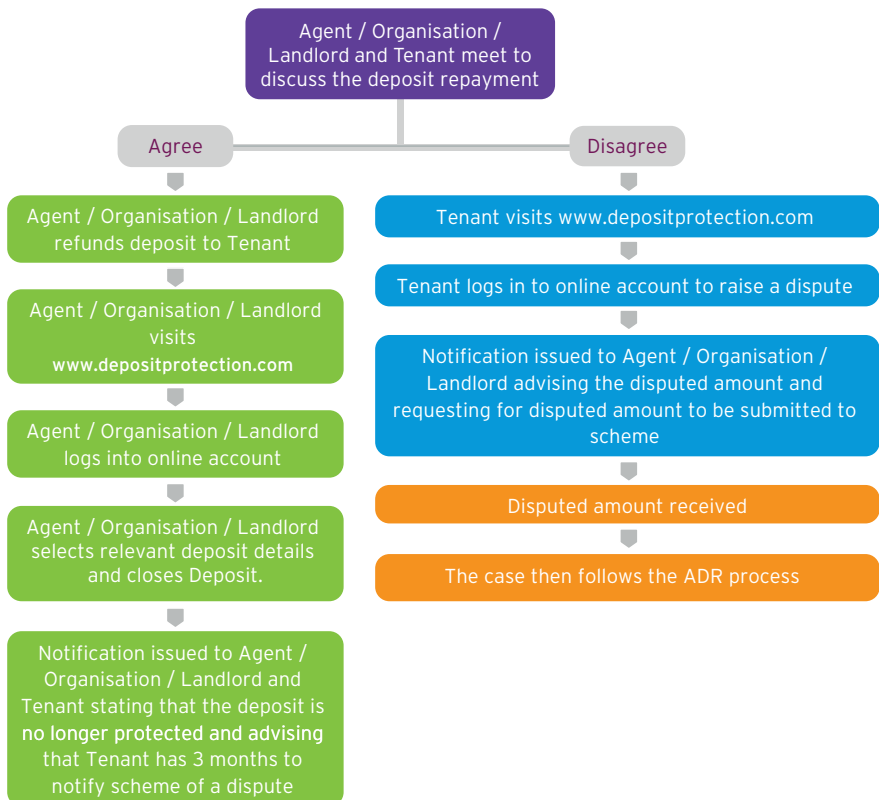 Agent / Organisation /
Landlord and Tenant meet to
discuss the deposit repayment
Agree
Agent / Organisation / Landlord
refunds deposit to Tenant
Agent / Organisation / Landlord
visits
www.depositprotection.com
Agent / Organisation / Landlord
logs into online account
Agent / Organisation / Landlord
selects relevant deposit details
and closes Deposit.
Notification issued to Agent /
Organisation / Landlord and
Tenant stating that the deposit is
no longer protected and advising
that Tenant has 3 months to
notify scheme of a dispute
Disagree
Tenant visits www.depositprotection.com
Tenant logs in to online account to raise a dispute
Notification issued to Agent / Organisation /
Landlord advising the disputed amount and
requesting for disputed amount to be submitted to
scheme
Disputed amount received
The case then follows the ADR process